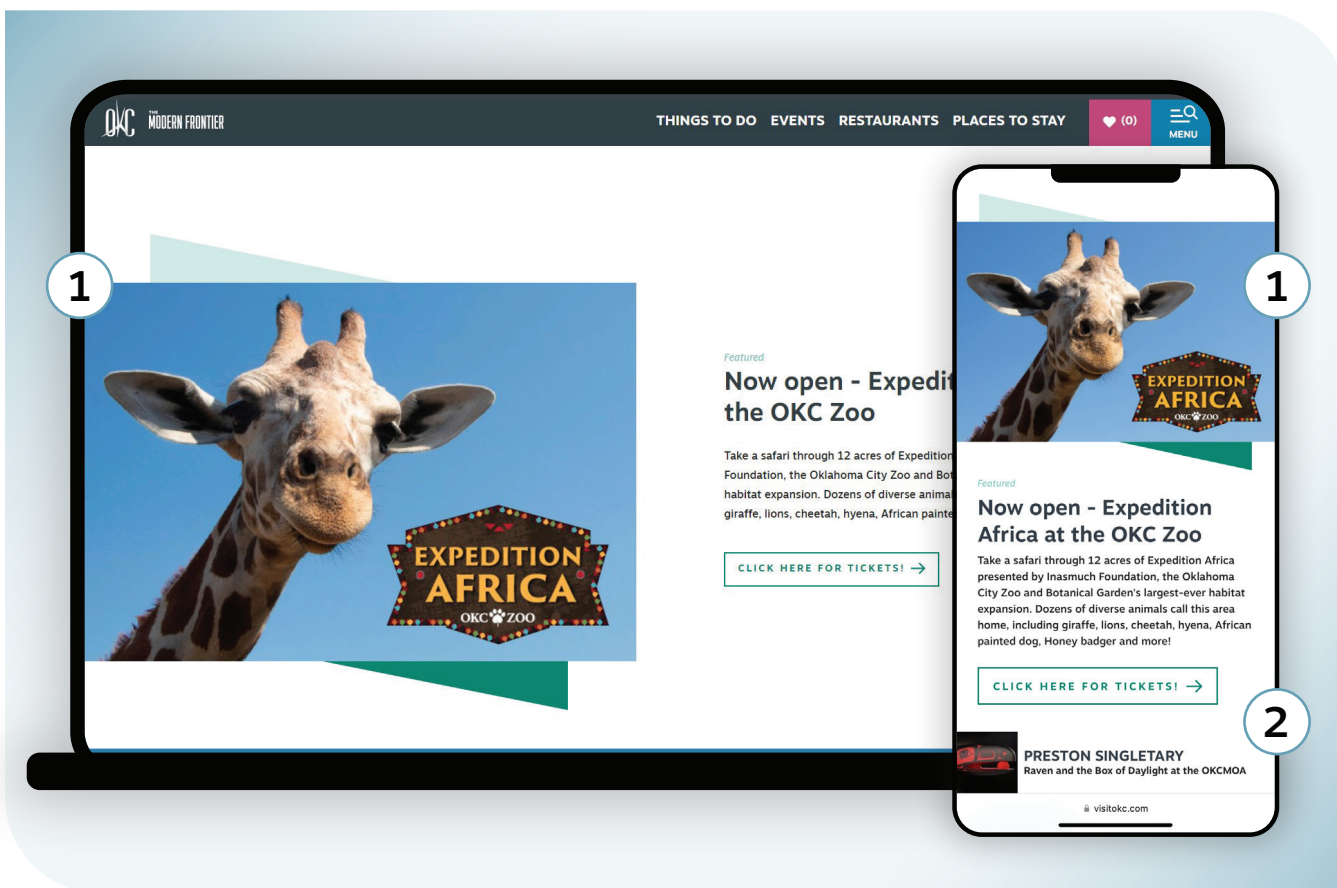 OKC THE MODERN FRONTIER
THINGS TO DO EVENTS RESTAURANTS PLACES TO STAY (0) MENU
1
EXPEDITION
AFRICA
OKC ZOO
Featured
Now open - Expedit
the OKC Zoo
Take a safari through 12 acres of Expedition
Foundation, the Oklahoma City Zoo and Bot
habitat expansion. Dozens of diverse anima
giraffe, lions, cheetah, hyena, African painte
CLICK HERE FOR TICKETS! →
1
EXPEDITION
AFRICA
OKC ZOO
Featured
Now open - Expedition
Africa at the OKC Zoo
Take a safari through 12 acres of Expedition Africa
presented by Inasmuch Foundation, the Oklahoma
City Zoo and Botanical Garden's largest-ever habitat
expansion. Dozens of diverse animals call this area
home, including giraffe, lions, cheetah, hyena, African
painted dog, Honey badger and more!
CLICK HERE FOR TICKETS! →
2
PRESTON SINGLETARY
Raven and the Box of Daylight at the OKCMOA
visitokc.com